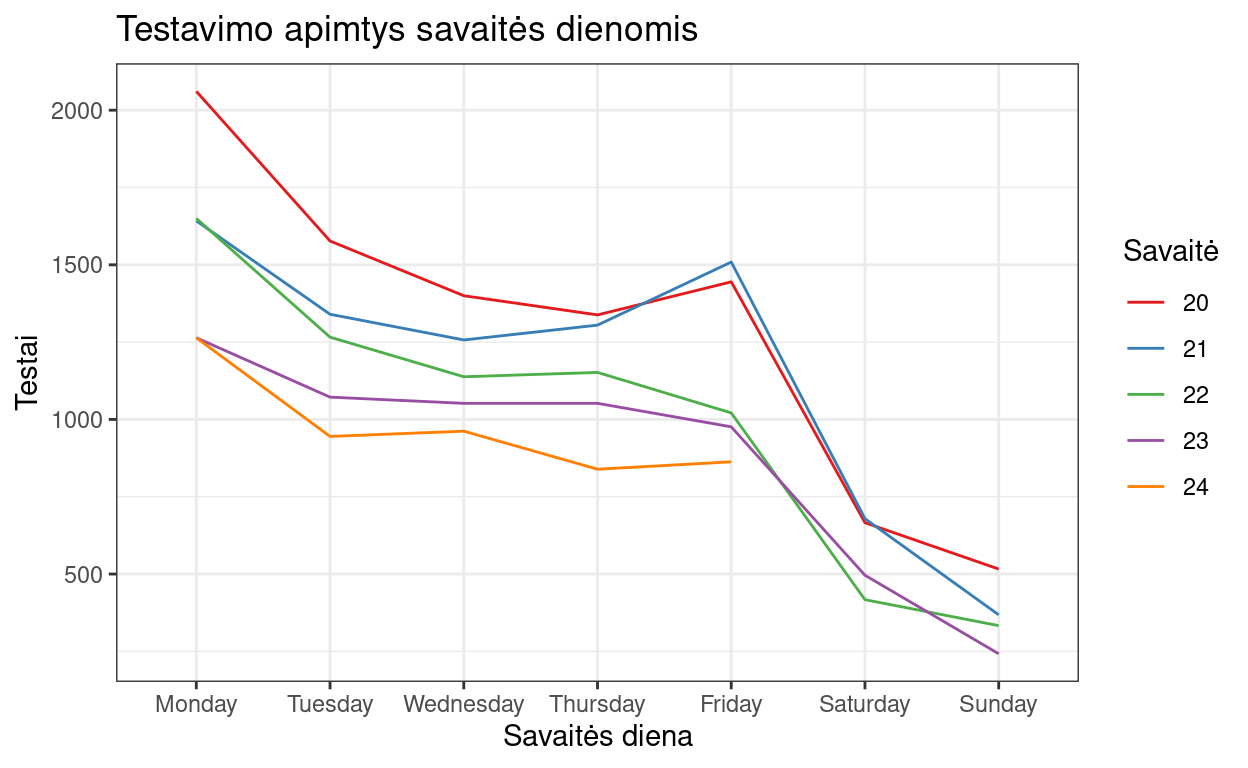 Testavimo apimtys savaitės dienomis
Testai
2000
1500
1000
500
Monday Tuesday Wednesday Thursday Friday Saturday Sunday
Savaitės diena
Savaitė
20
21
22
23
24